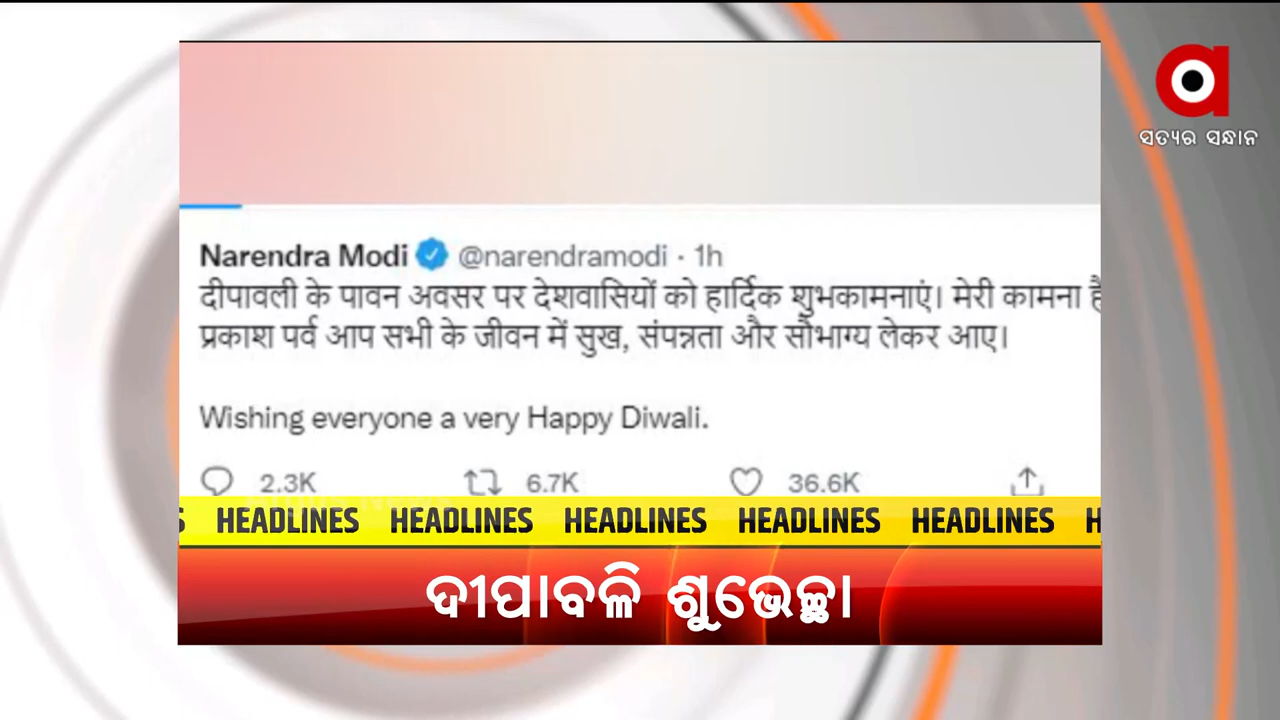 ସତ୍ୟର ସନ୍ଧାନ
Narendra Modi @narendramodi · 1h
दीपावली के पावन अवसर पर देशवासियों को हार्दिक शुभकामनाएं। मेरी कामना है
प्रकाश पर्व आप सभी के जीवन में सुख, संपन्नता और सौभाग्य लेकर आए।
Wishing everyone a very Happy Diwali.
2.3K 6.7K 36.6K
HEADLINES HEADLINES HEADLINES HEADLINES HEADLINES
ଦୀପାବଳି ଶୁଭେଚ୍ଛା